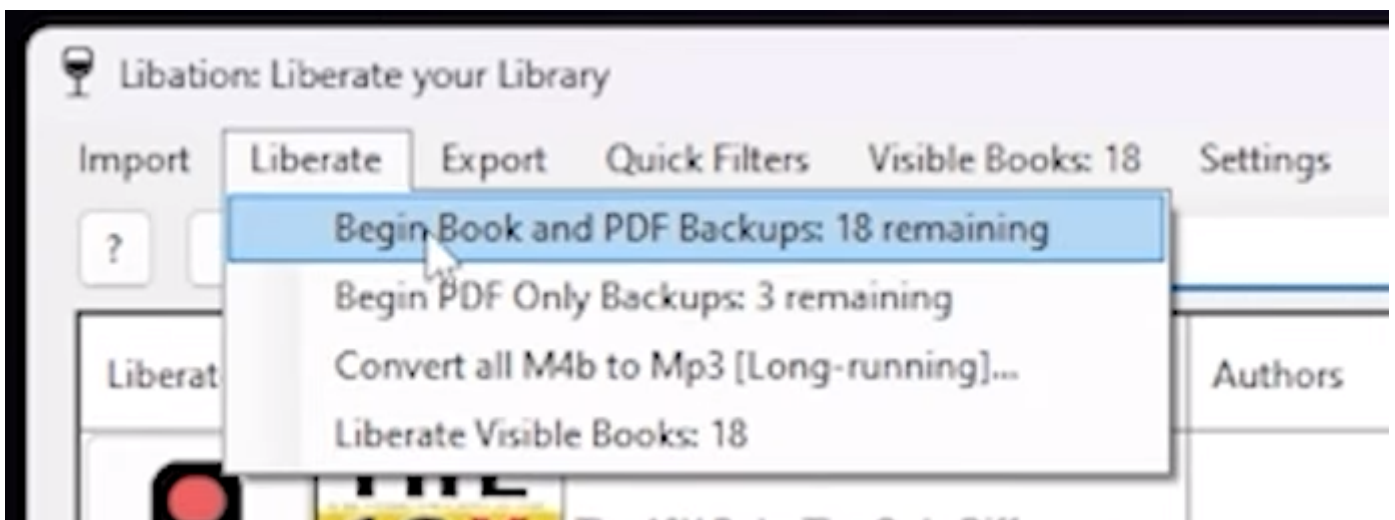 Libation: Liberate your Library
Import Liberate Export Quick Filters Visible Books: 18 Settings
?
Begin Book and PDF Backups: 18 remaining
Begin PDF Only Backups: 3 remaining
Convert all M4b to Mp3 [Long-running]...
Liberat Authors
Liberate Visible Books: 18
THE